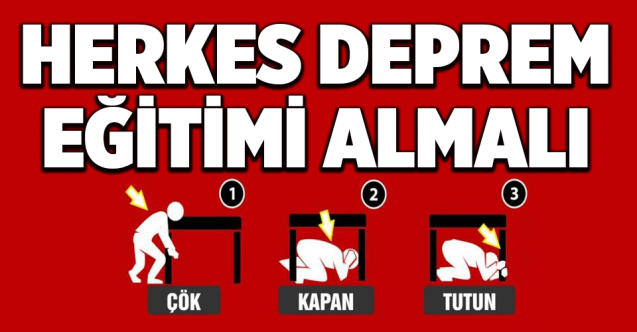 HERKES DEPREM
EĞİTİMİ ALMALI
1 2 3
ÇÖK KAPAN TUTUN